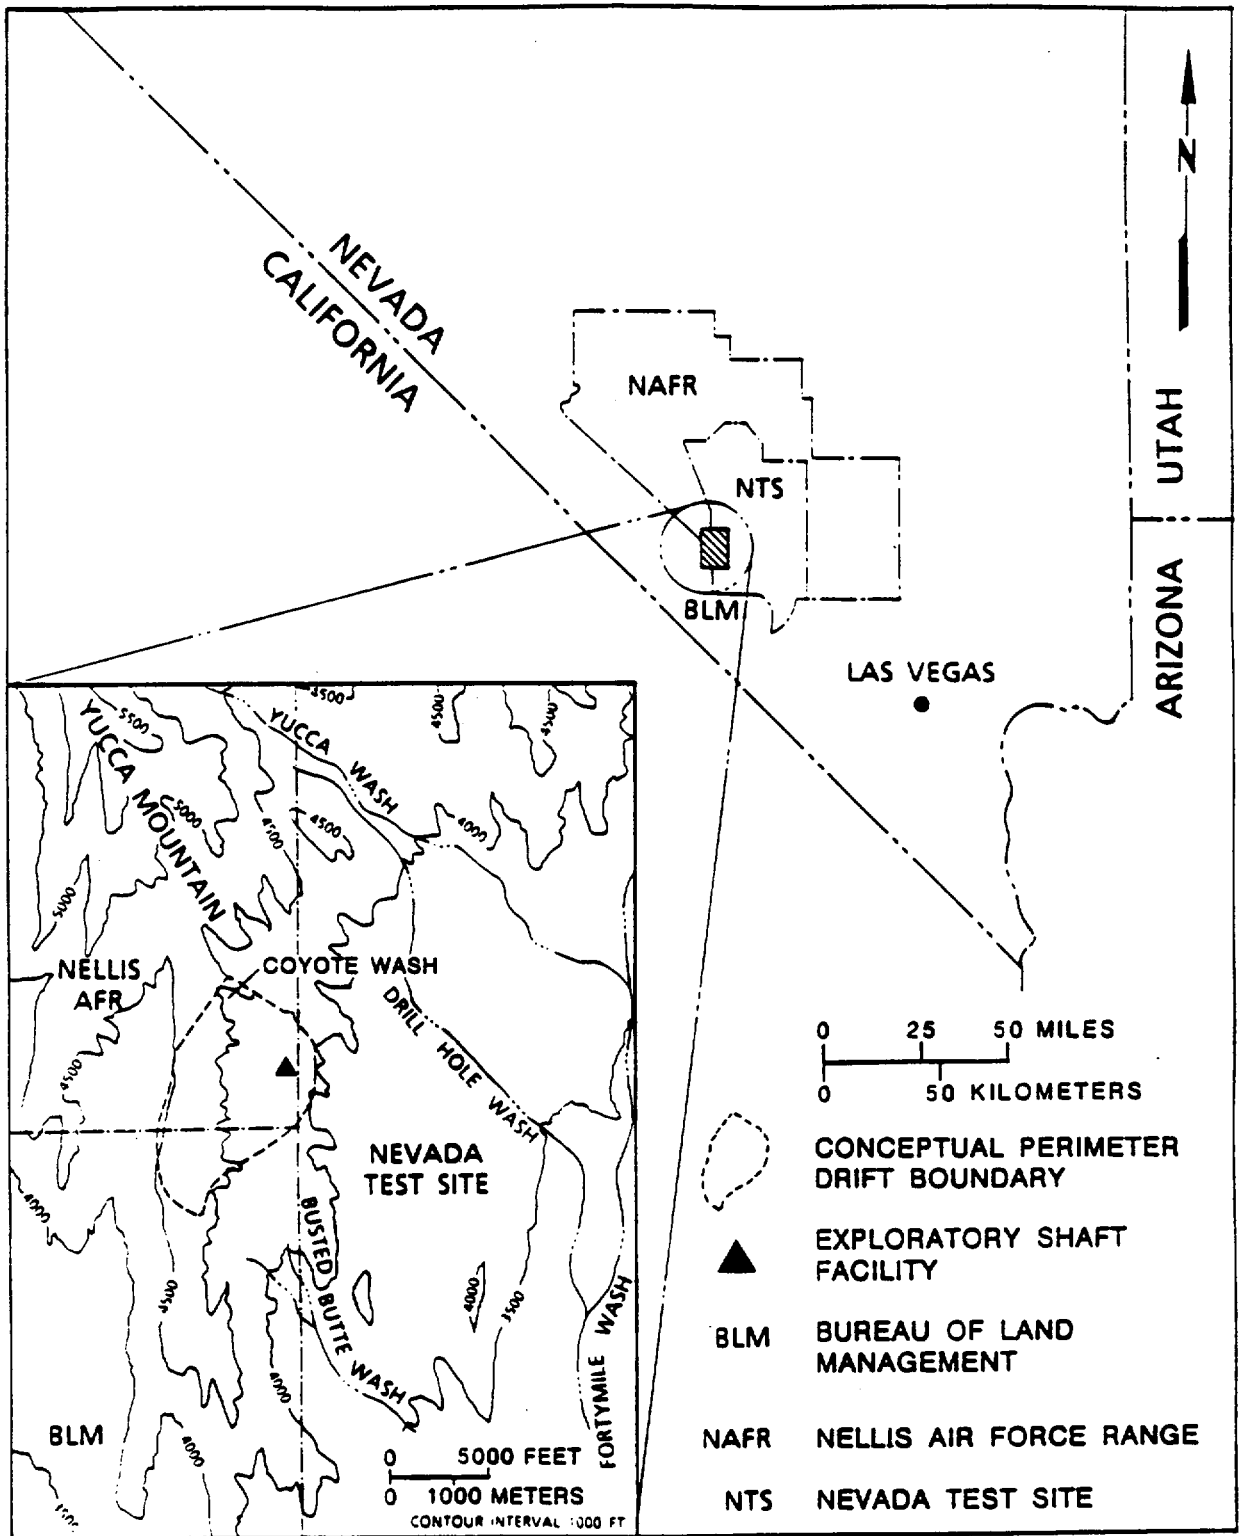 N
NEVADA
CALIFORNIA
NAFR
UTAH
NTS
BLM
ARIZONA
LAS VEGAS
4500
4500
4500
5500
YUCCA WASH
YUCCA MOUNTAIN
5000
4500
4500
4000
5000
NELLIS
AFR
COYOTE WASH
DRILL HOLE WASH
4500
NEVADA
TEST SITE
4000
BUSTED BUTTE WASH
4500
4000
3500
4000
FORTYMILE WASH
BLM
4000
0 5000 FEET
0 1000 METERS
CONTOUR INTERVAL 1000 FT
0 25 50 MILES
0 50 KILOMETERS
CONCEPTUAL PERIMETER
DRIFT BOUNDARY
EXPLORATORY SHAFT
FACILITY
BLM BUREAU OF LAND
MANAGEMENT
NAFR NELLIS AIR FORCE RANGE
NTS NEVADA TEST SITE